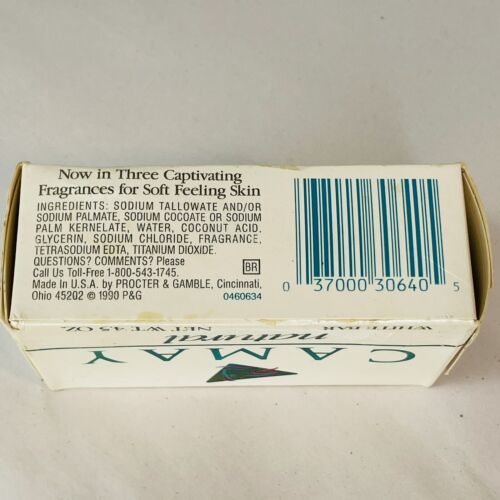 Now in Three Captivating
Fragrances for Soft Feeling Skin
INGREDIENTS: SODIUM TALLOWATE AND/OR
SODIUM PALMATE, SODIUM COCOATE OR SODIUM
PALM KERNELATE, WATER, COCONUT ACID,
GLYCERIN, SODIUM CHLORIDE, FRAGRANCE,
TETRASODIUM EDTA, TITANIUM DIOXIDE.
QUESTIONS? COMMENTS? Please
Call Us Toll-Free 1-800-543-1745.
Made In U.S.A. by PROCTER & GAMBLE, Cincinnati,
Ohio 45202 © 1990 P&G
BR
0460634
0 37000 30640 5
WHITE BAR
NET WT. 4.5 OZ.
natural
CAMAY